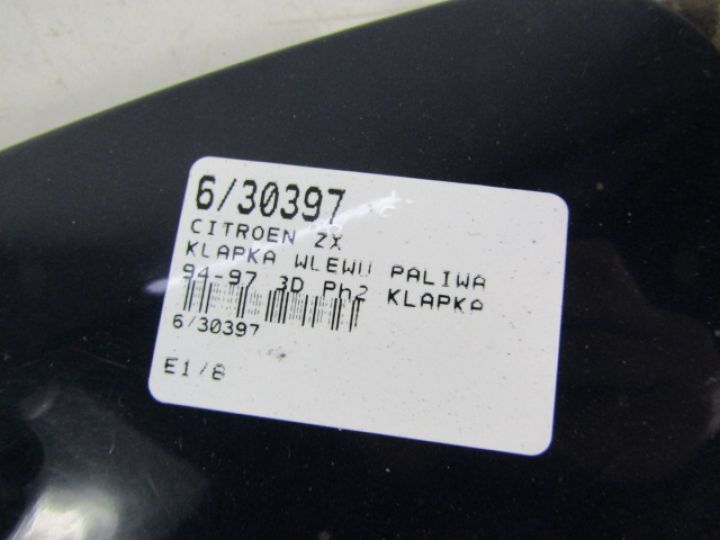 6/30397
CITROEN ZX
KLAPKA WLEWU PALIWA
94-97 3D Ph2 KLAPKA
6/30397
E1/8